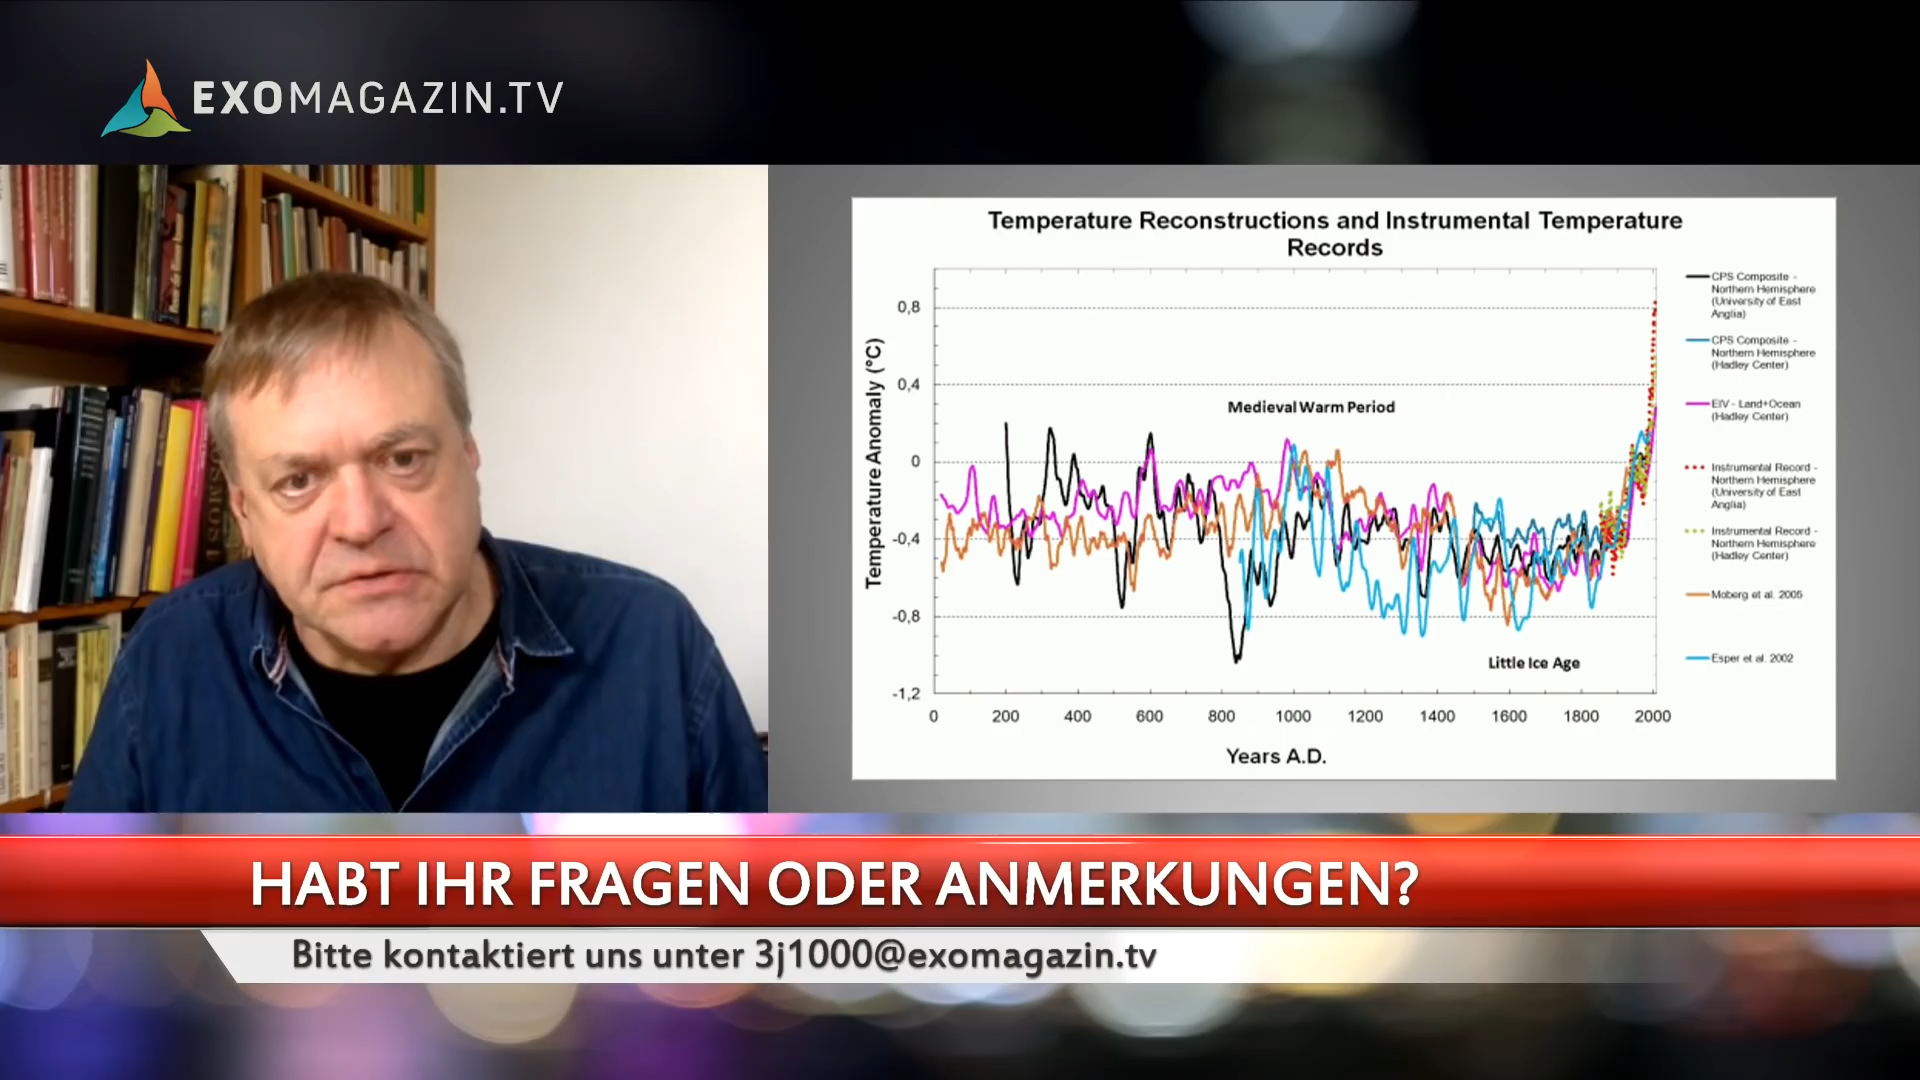 EXOMAGAZIN.TV
Temperature Reconstructions and Instrumental Temperature
Records
Temperature Anomaly (°C)
0,8
0,4
0
-0,4
-0,8
-1,2
Medieval Warm Period
Little Ice Age
0 200 400 600 800 1000 1200 1400 1600 1800 2000
Years A.D.
CPS Composite -
Northern Hemisphere
(University of East
Anglia)
CPS Composite -
Northern Hemisphere
(Hadley Center)
EIV - Land+Ocean
(Hadley Center)
Instrumental Record -
Northern Hemisphere
(University of East
Anglia)
Instrumental Record -
Northern Hemisphere
(Hadley Center)
Moberg et al. 2005
Esper et al. 2002
HABT IHR FRAGEN ODER ANMERKUNGEN?
Bitte kontaktiert uns unter 3j1000@exomagazin.tv